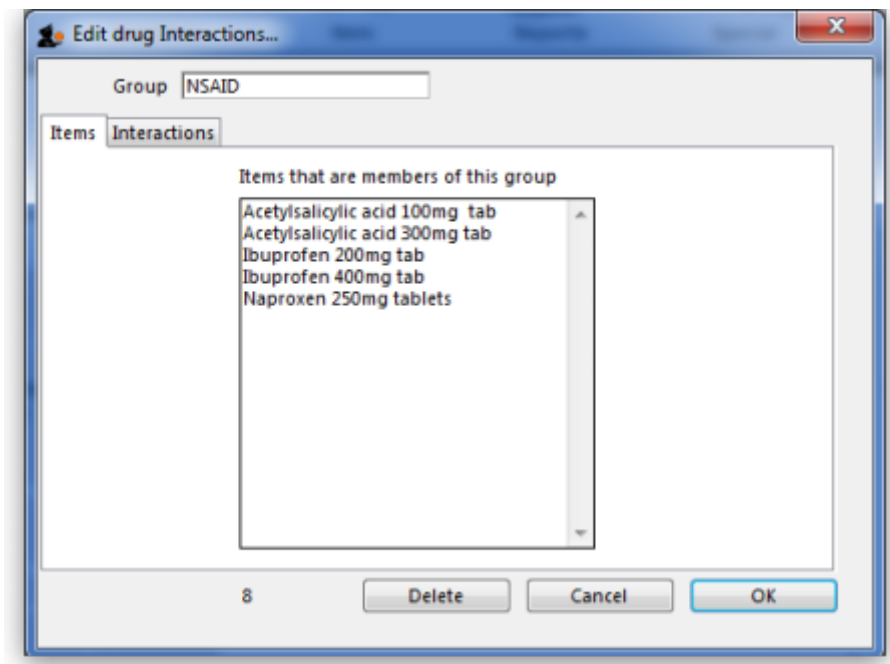 Edit drug Interactions...
Group NSAID
Items Interactions
Items that are members of this group
Acetylsalicylic acid 100mg  tab
Acetylsalicylic acid 300mg tab
Ibuprofen 200mg tab
Ibuprofen 400mg tab
Naproxen 250mg tablets
8 Delete Cancel OK